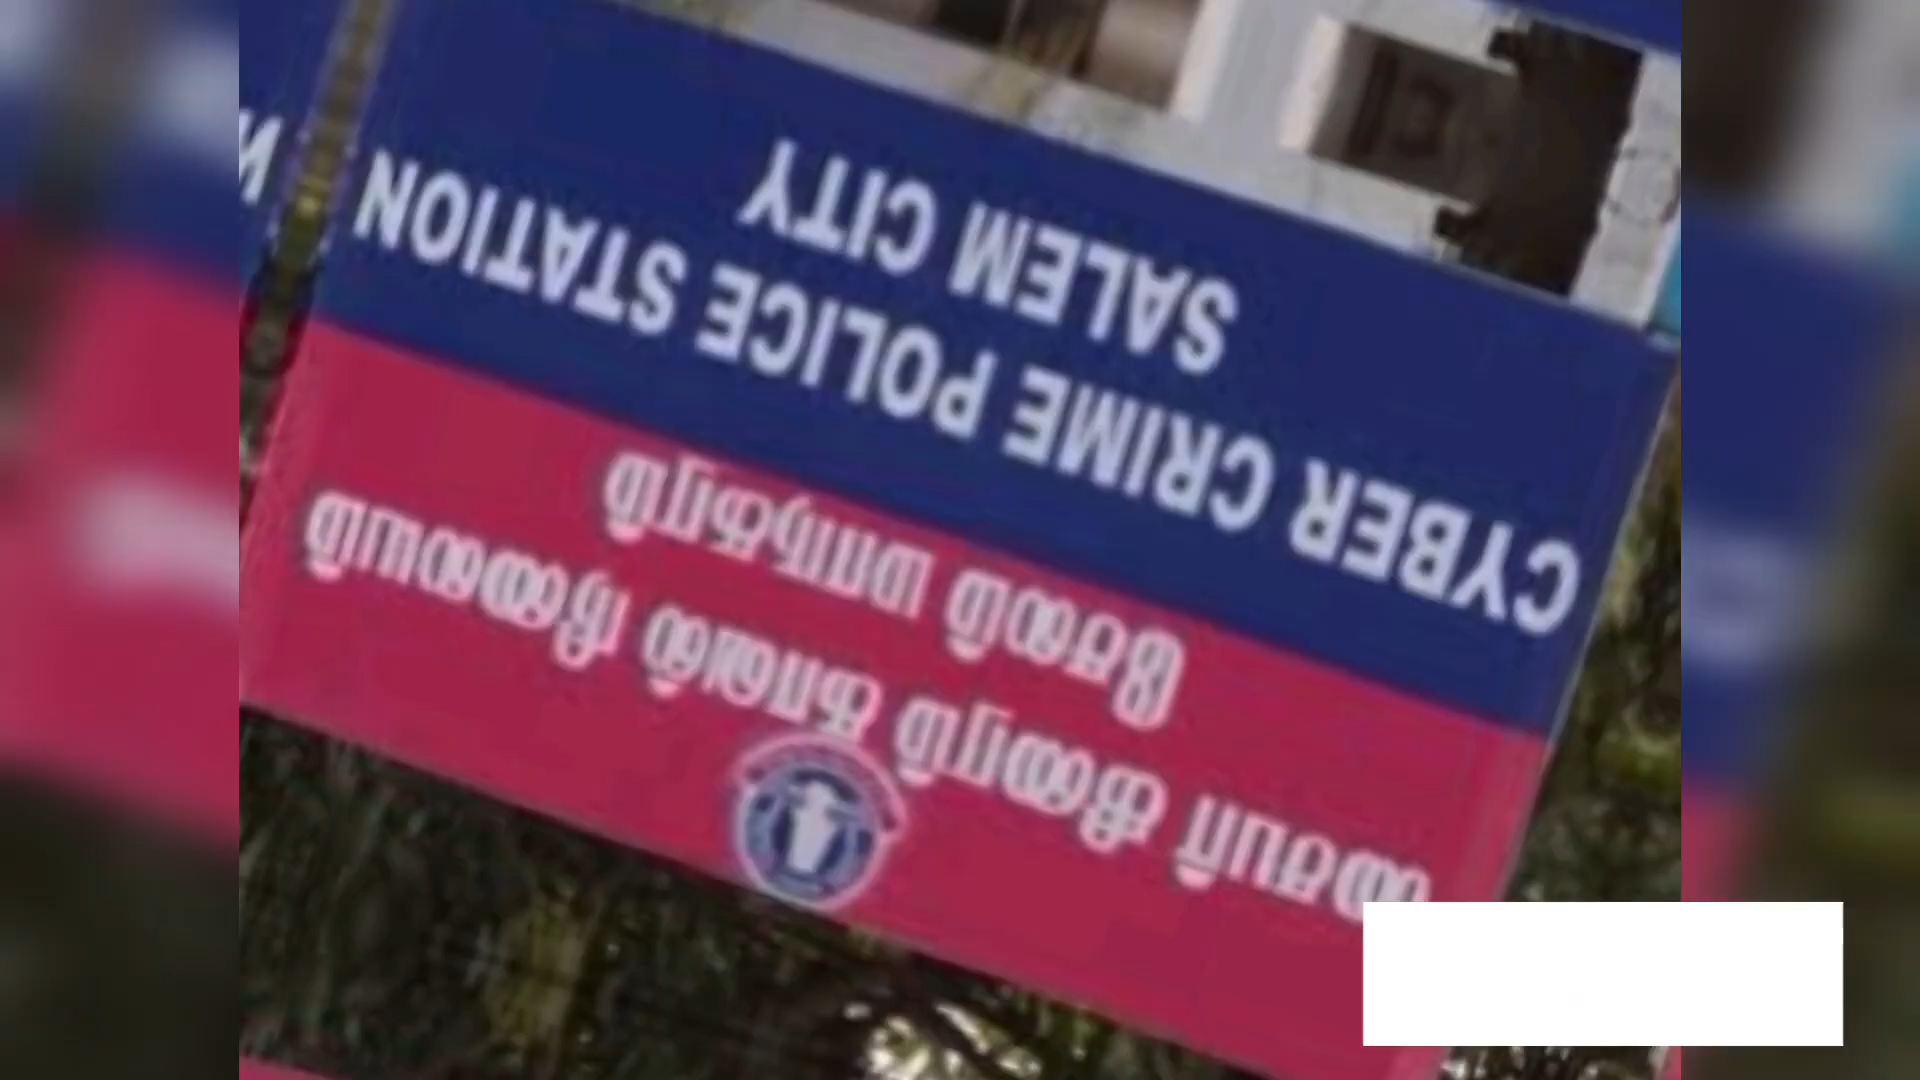 சைபர் கிரைம் காவல் நிலையம்
சேலம் மாநகரம்
CYBER CRIME POLICE STATION
SALEM CITY